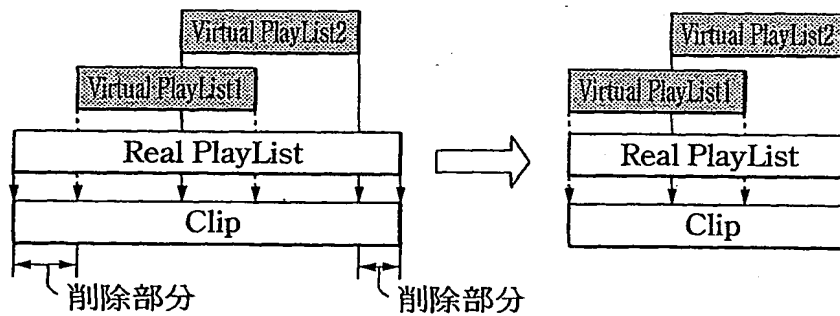 Virtual PlayList2
Virtual PlayList1
Real PlayList
Clip
削除部分
削除部分
Virtual PlayList2
Virtual PlayList1
Real PlayList
Clip